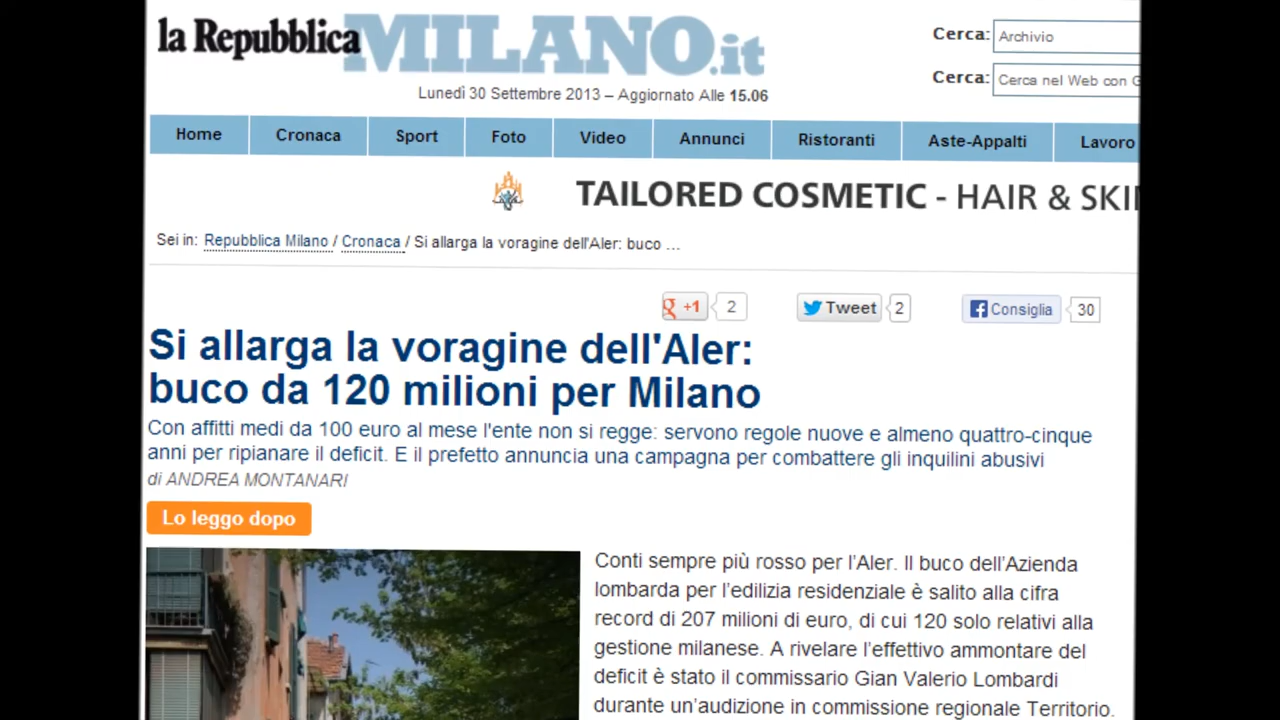 la Repubblica MILANO.it
Cerca: Archivio
Cerca: Cerca nel Web con
Lunedì 30 Settembre 2013 – Aggiornato Alle 15.06
Home Cronaca Sport Foto Video Annunci Ristoranti Aste-Appalti Lavoro
TAILORED COSMETIC - HAIR &
Sei in: Repubblica Milano / Cronaca / Si allarga la voragine dell'Aler: buco ...
+1 2 Tweet 2 Consiglia 30
Si allarga la voragine dell'Aler:
buco da 120 milioni per Milano
Con affitti medi da 100 euro al mese l'ente non si regge: servono regole nuove e almeno quattro-cinque
anni per ripianare il deficit. E il prefetto annuncia una campagna per combattere gli inquilini abusivi
di ANDREA MONTANARI
Lo leggo dopo
Conti sempre più rosso per l'Aler. Il buco dell'Azienda
lombarda per l'edilizia residenziale è salito alla cifra
record di 207 milioni di euro, di cui 120 solo relativi alla
gestione milanese. A rivelare l'effettivo ammontare del
deficit è stato il commissario Gian Valerio Lombardi
durante un'audizione in commissione regionale Territorio.